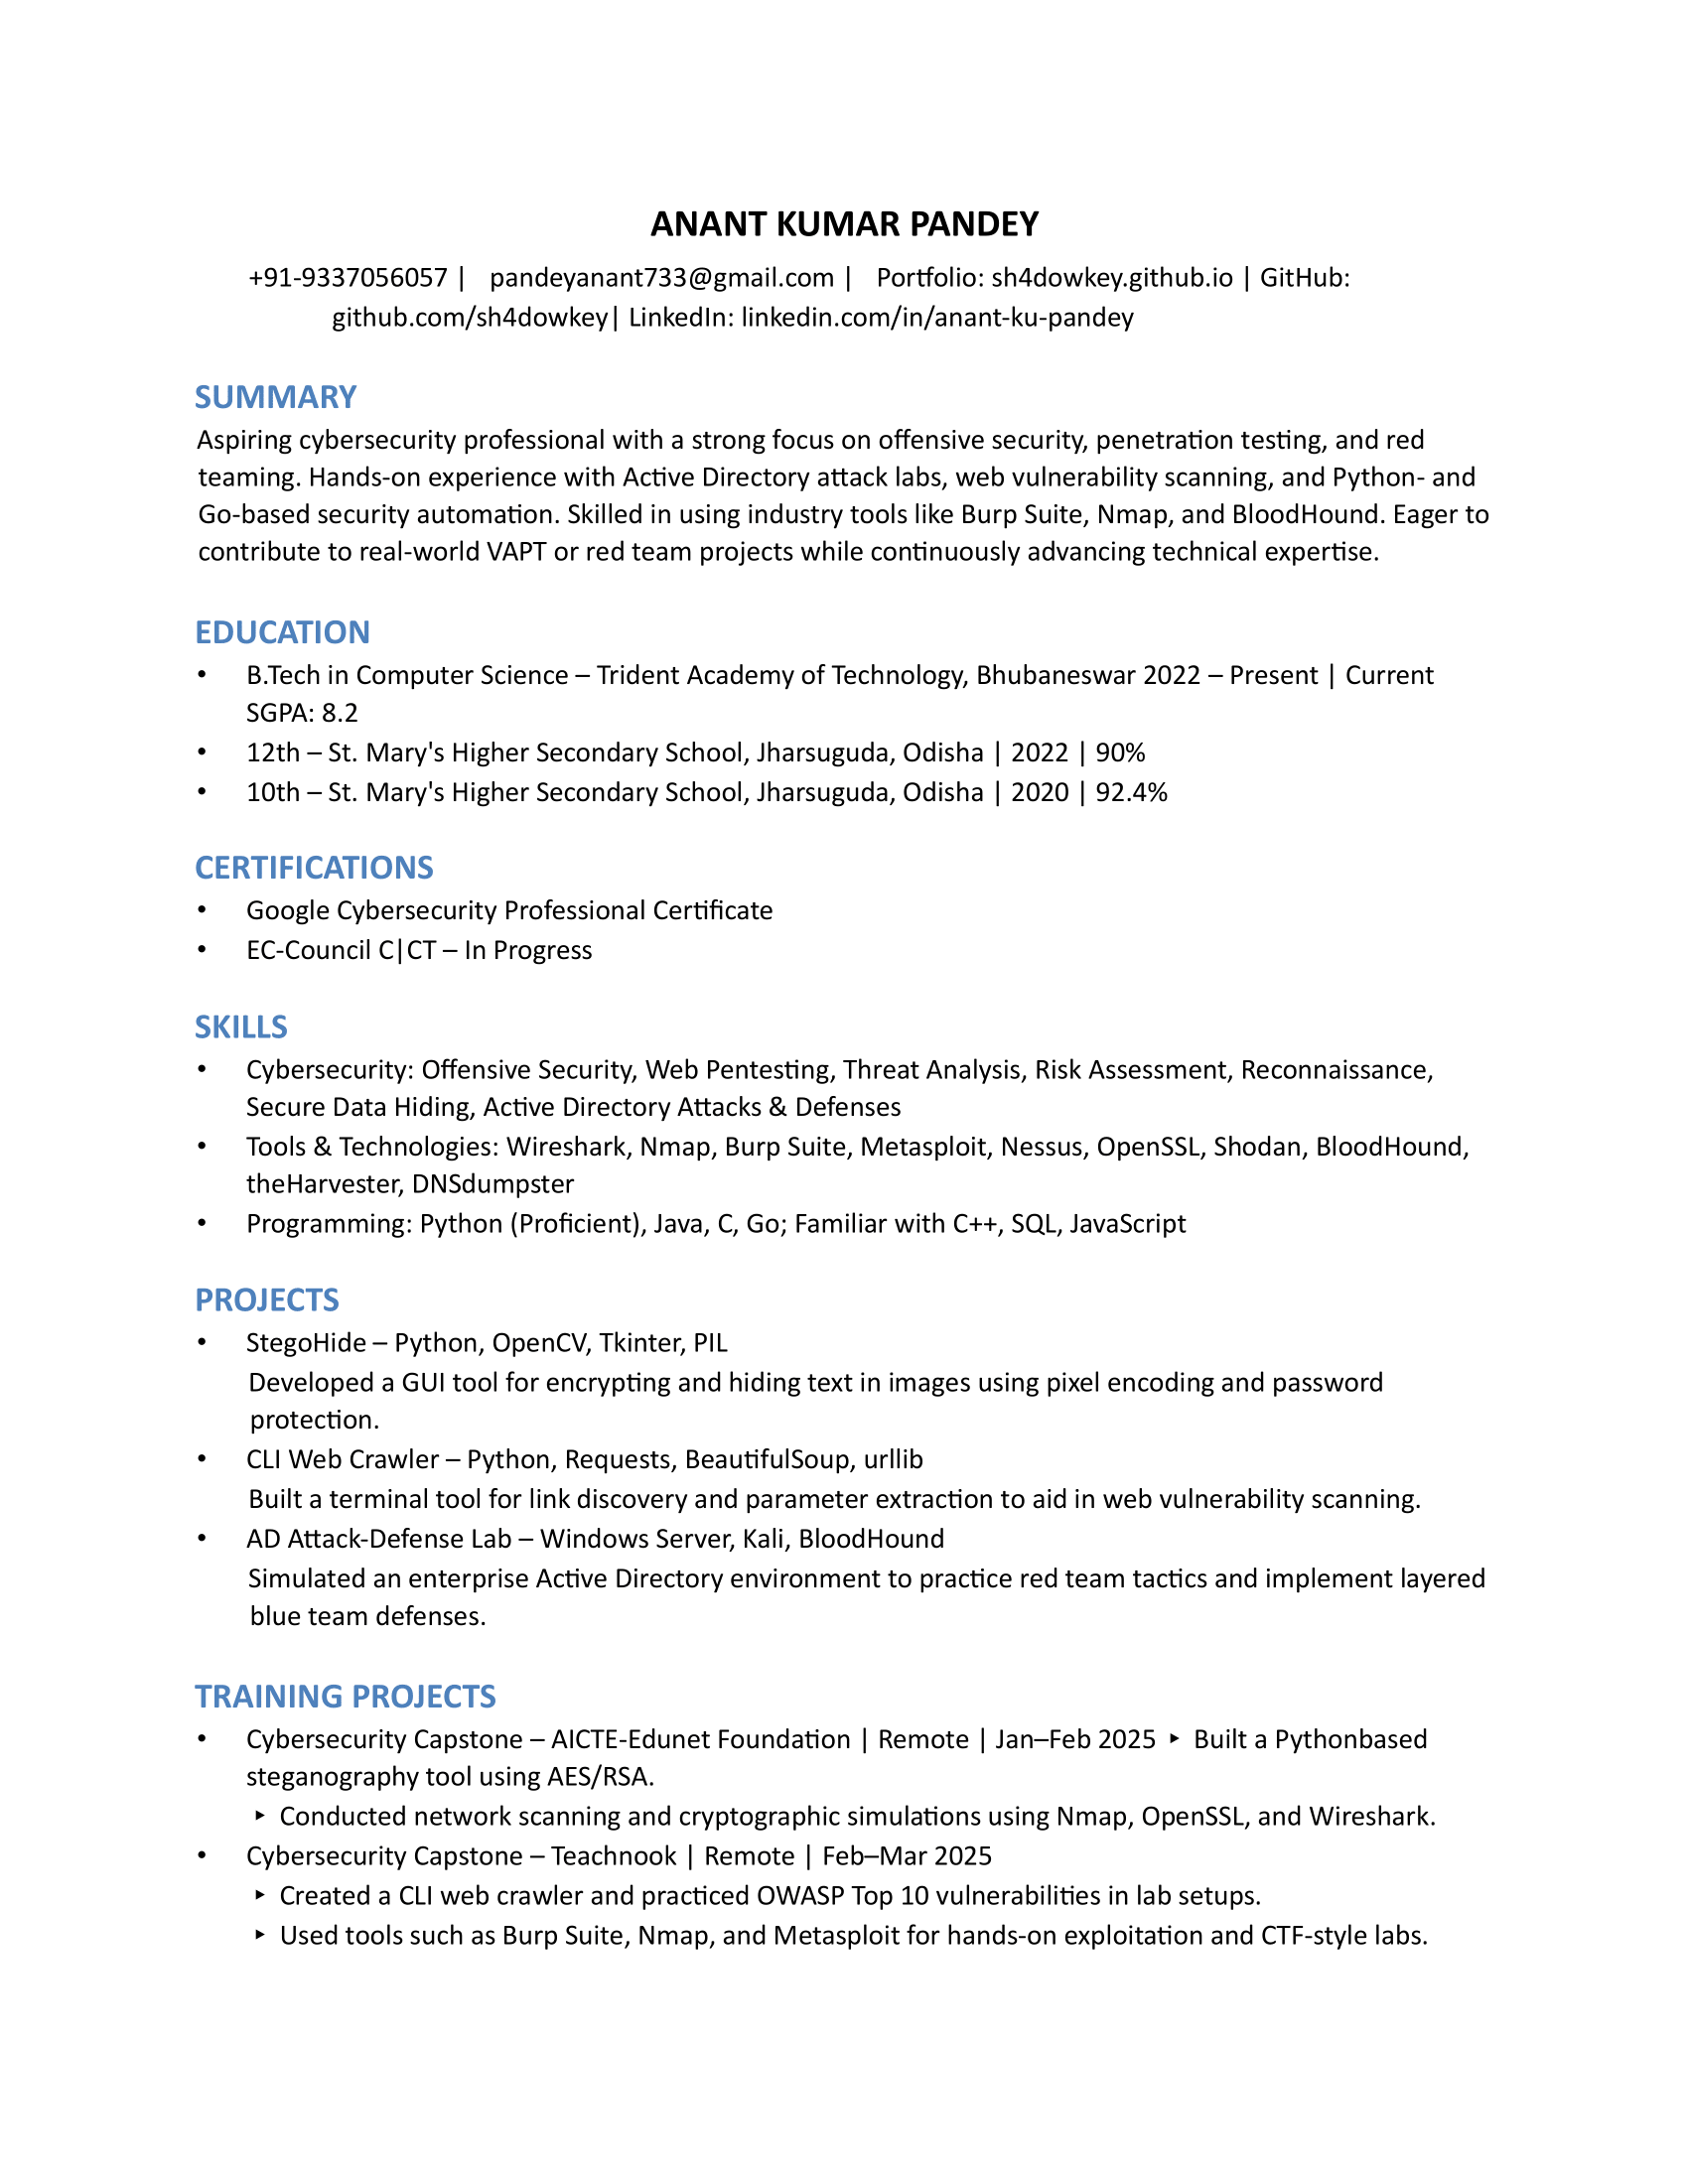 ANANT KUMAR PANDEY
+91-9337056057 | pandeyanant733@gmail.com | Portfolio: sh4dowkey.github.io | GitHub:
github.com/sh4dowkey| LinkedIn: linkedin.com/in/anant-ku-pandey
SUMMARY
Aspiring cybersecurity professional with a strong focus on offensive security, penetration testing, and red
teaming. Hands-on experience with Active Directory attack labs, web vulnerability scanning, and Python- and
Go-based security automation. Skilled in using industry tools like Burp Suite, Nmap, and BloodHound. Eager to
contribute to real-world VAPT or red team projects while continuously advancing technical expertise.
EDUCATION
• B.Tech in Computer Science – Trident Academy of Technology, Bhubaneswar 2022 – Present | Current
SGPA: 8.2
• 12th – St. Mary's Higher Secondary School, Jharsuguda, Odisha | 2022 | 90%
• 10th – St. Mary's Higher Secondary School, Jharsuguda, Odisha | 2020 | 92.4%
CERTIFICATIONS
• Google Cybersecurity Professional Certificate
• EC-Council C|CT – In Progress
SKILLS
• Cybersecurity: Offensive Security, Web Pentesting, Threat Analysis, Risk Assessment, Reconnaissance,
Secure Data Hiding, Active Directory Attacks & Defenses
• Tools & Technologies: Wireshark, Nmap, Burp Suite, Metasploit, Nessus, OpenSSL, Shodan, BloodHound,
theHarvester, DNSdumpster
• Programming: Python (Proficient), Java, C, Go; Familiar with C++, SQL, JavaScript
PROJECTS
• StegoHide – Python, OpenCV, Tkinter, PIL
Developed a GUI tool for encrypting and hiding text in images using pixel encoding and password
protection.
• CLI Web Crawler – Python, Requests, BeautifulSoup, urllib
Built a terminal tool for link discovery and parameter extraction to aid in web vulnerability scanning.
• AD Attack-Defense Lab – Windows Server, Kali, BloodHound
Simulated an enterprise Active Directory environment to practice red team tactics and implement layered
blue team defenses.
TRAINING PROJECTS
• Cybersecurity Capstone – AICTE-Edunet Foundation | Remote | Jan–Feb 2025 ‣ Built a Pythonbased
steganography tool using AES/RSA.
‣ Conducted network scanning and cryptographic simulations using Nmap, OpenSSL, and Wireshark.
• Cybersecurity Capstone – Teachnook | Remote | Feb–Mar 2025
‣ Created a CLI web crawler and practiced OWASP Top 10 vulnerabilities in lab setups.
‣ Used tools such as Burp Suite, Nmap, and Metasploit for hands-on exploitation and CTF-style labs.